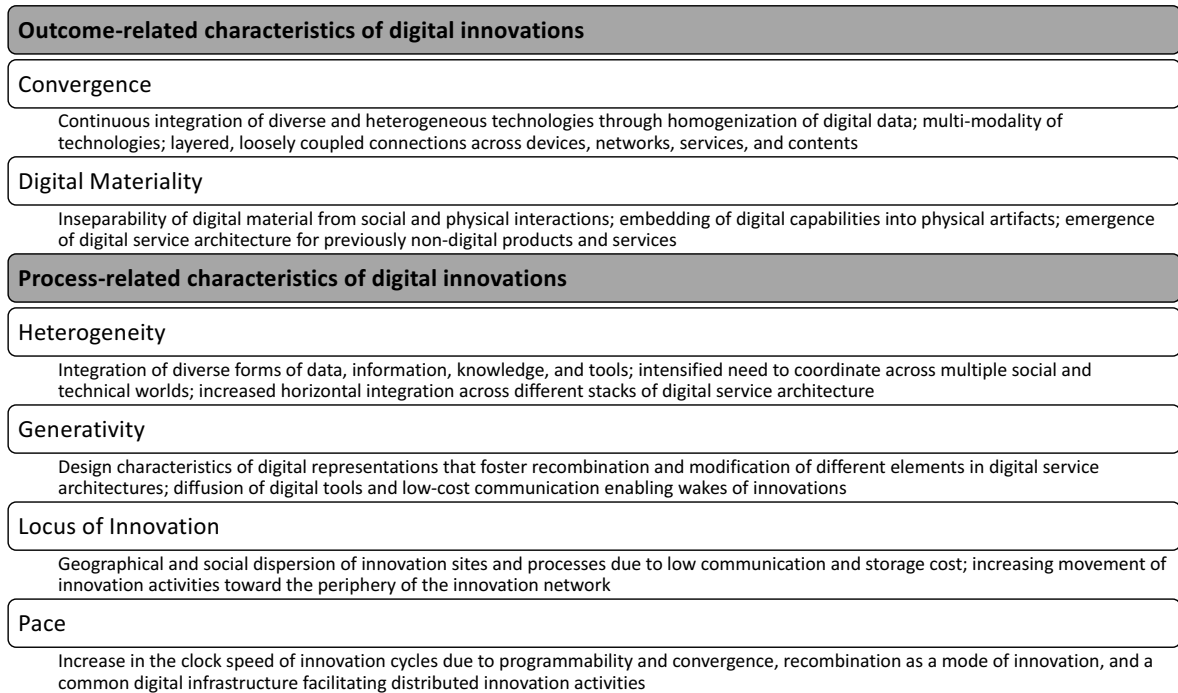 Outcome-related characteristics of digital innovations
Convergence
Continuous integration of diverse and heterogeneous technologies through homogenization of digital data; multi-modality of
technologies; layered, loosely coupled connections across devices, networks, services, and contents
Digital Materiality
Inseparability of digital material from social and physical interactions; embedding of digital capabilities into physical artifacts; emergence
of digital service architecture for previously non-digital products and services
Process-related characteristics of digital innovations
Heterogeneity
Integration of diverse forms of data, information, knowledge, and tools; intensified need to coordinate across multiple social and
technical worlds; increased horizontal integration across different stacks of digital service architecture
Generativity
Design characteristics of digital representations that foster recombination and modification of different elements in digital service
architectures; diffusion of digital tools and low-cost communication enabling wakes of innovations
Locus of Innovation
Geographical and social dispersion of innovation sites and processes due to low communication and storage cost; increasing movement of
innovation activities toward the periphery of the innovation network
Pace
Increase in the clock speed of innovation cycles due to programmability and convergence, recombination as a mode of innovation, and a
common digital infrastructure facilitating distributed innovation activities